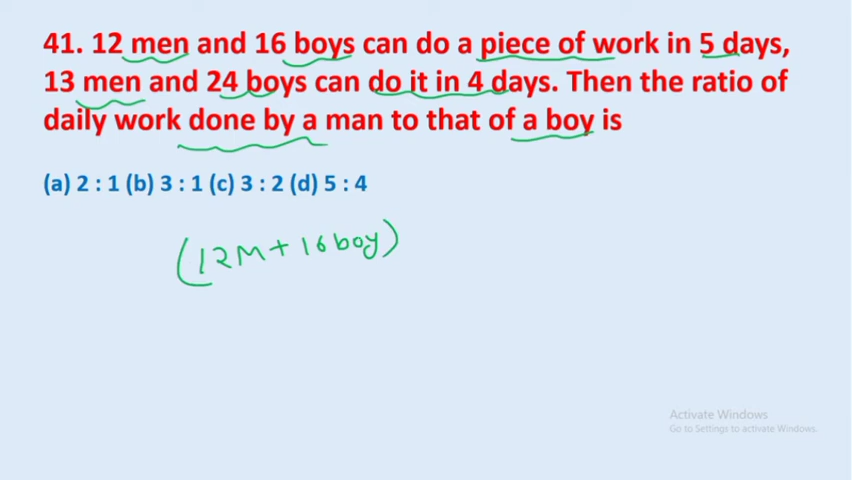 41. 12 men and 16 boys can do a piece of work in 5 days,
13 men and 24 boys can do it in 4 days. Then the ratio of
daily work done by a man to that of a boy is
(a) 2 : 1 (b) 3 : 1 (c) 3 : 2 (d) 5 : 4
(12M+16boy)
Activate Windows
Go to Settings to activate Windows.